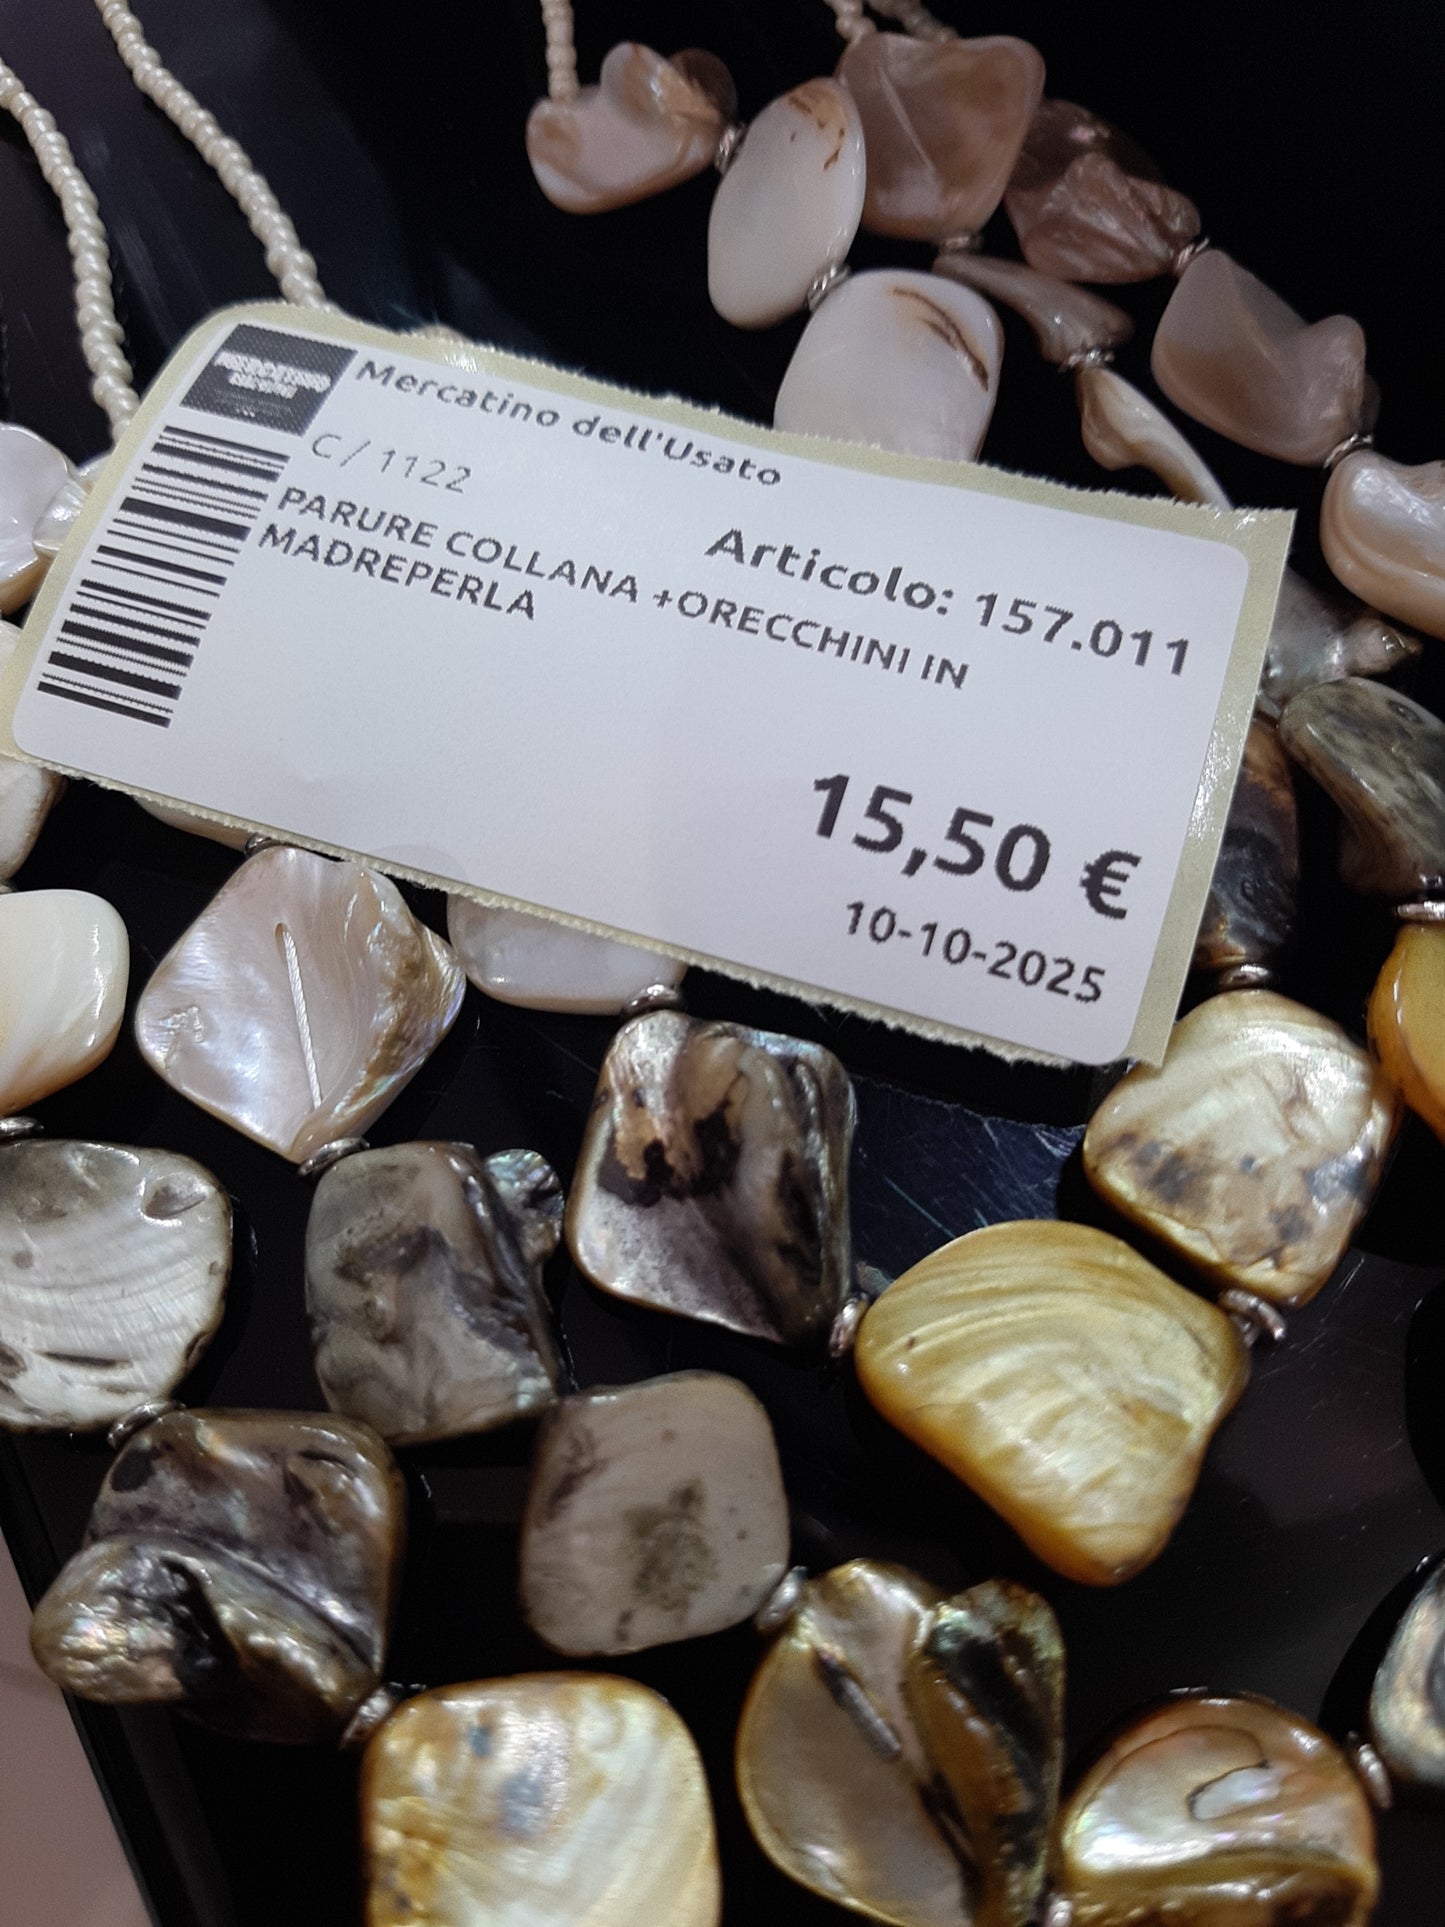 Mercatino dell'Usato
C/ 1122
Articolo: 157.011
PARURE COLLANA +ORECCHINI IN
MADREPERLA
15,50 €
10-10-2025